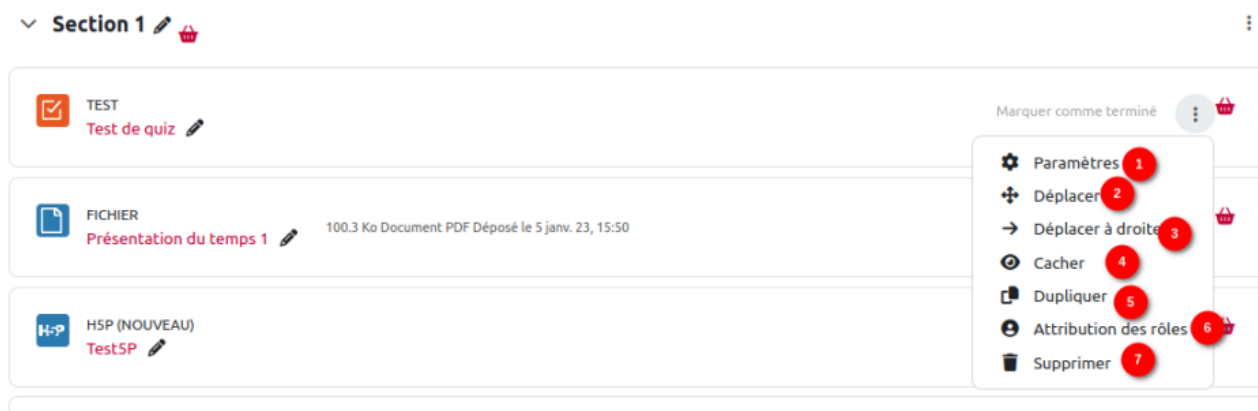 Section 1
TEST
Test de quiz
Marquer comme terminé
Paramètres 1
Déplacer 2
Déplacer à droite 3
Cacher 4
Dupliquer 5
Attribution des rôles 6
Supprimer 7
FICHIER
Présentation du temps 1
100.3 Ko Document PDF Déposé le 5 janv. 23, 15:50
H5P
H5P (NOUVEAU)
Test5P